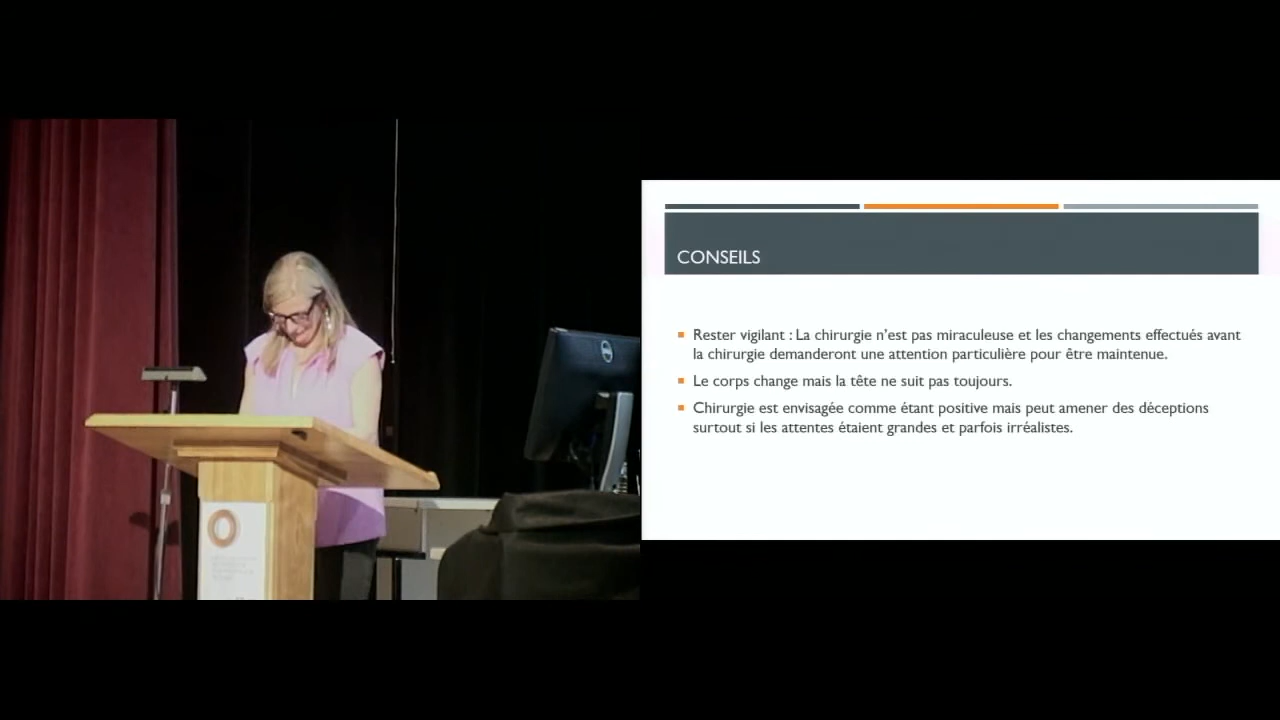 CONSEILS
Rester vigilant : La chirurgie n'est pas miraculeuse et les changements effectués avant
la chirurgie demanderont une attention particulière pour être maintenue.
Le corps change mais la tête ne suit pas toujours.
Chirurgie est envisagée comme étant positive mais peut amener des déceptions
surtout si les attentes étaient grandes et parfois irréalistes.